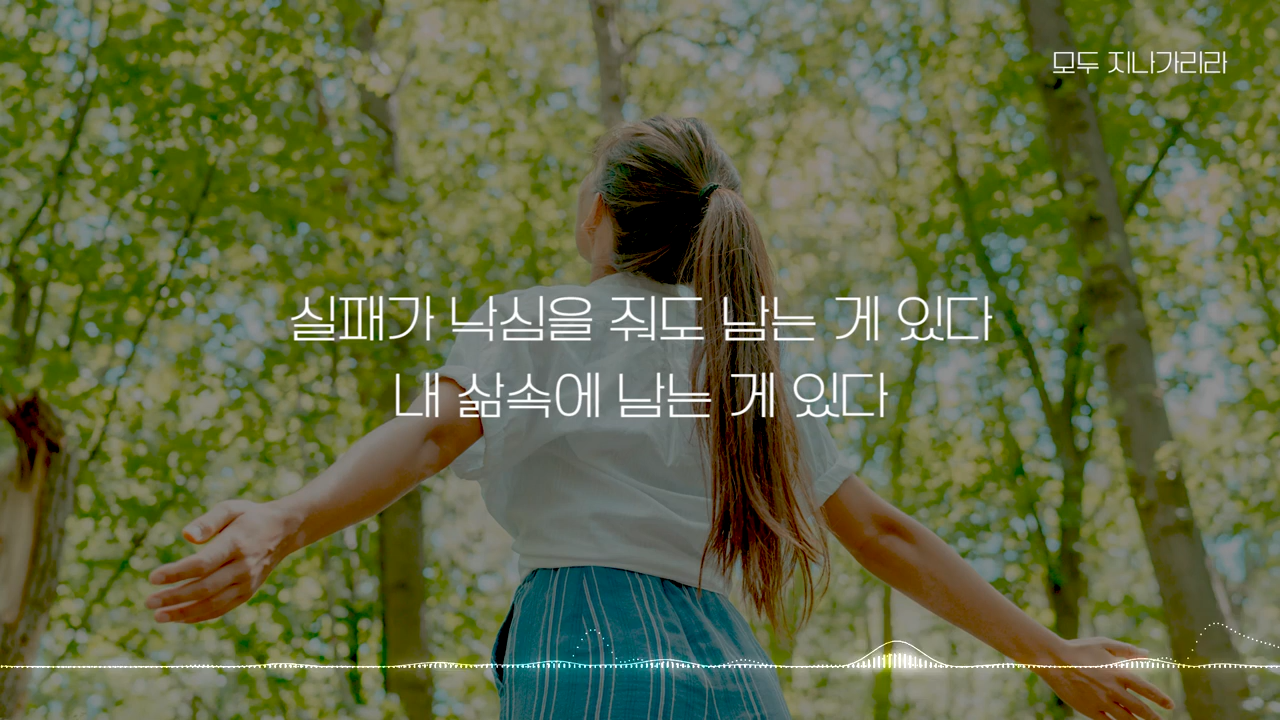 모두 지나가리라
실패가 낙심을 줘도 남는 게 있다
내 삶속에 남는 게 있다